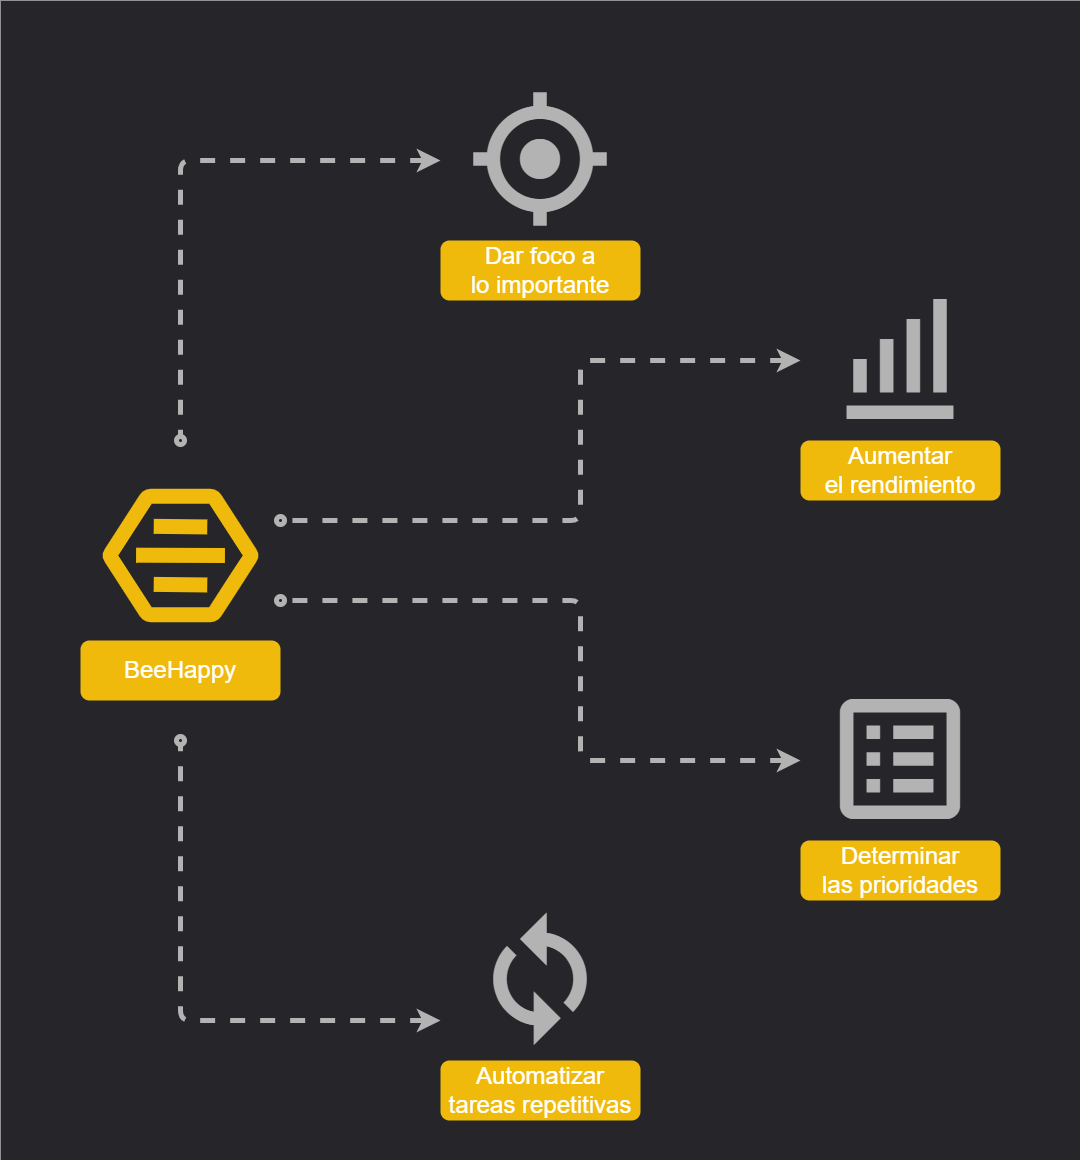 Dar foco a
lo importante
Aumentar
el rendimiento
BeeHappy
Determinar
las prioridades
Automatizar
tareas repetitivas